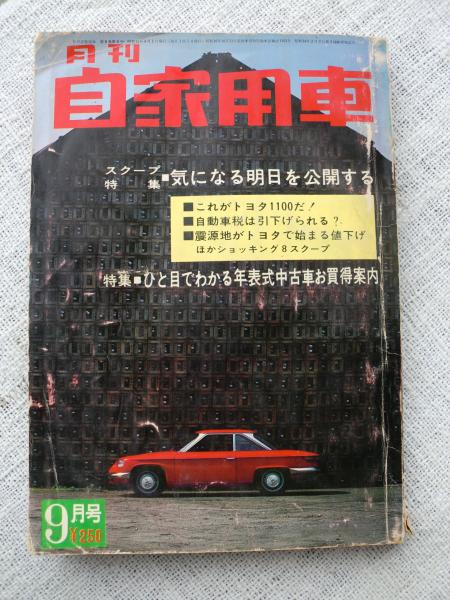 月刊
自家用車
スクープ
特集
■気になる明日を公開する
■これがトヨタ1100だ!
■自動車税は引下げられる?
■震源地がトヨタで始まる値下げ
ほかショッキング8スクープ
特集■ひと目でわかる年表式中古車お買得案内
9月号
¥250